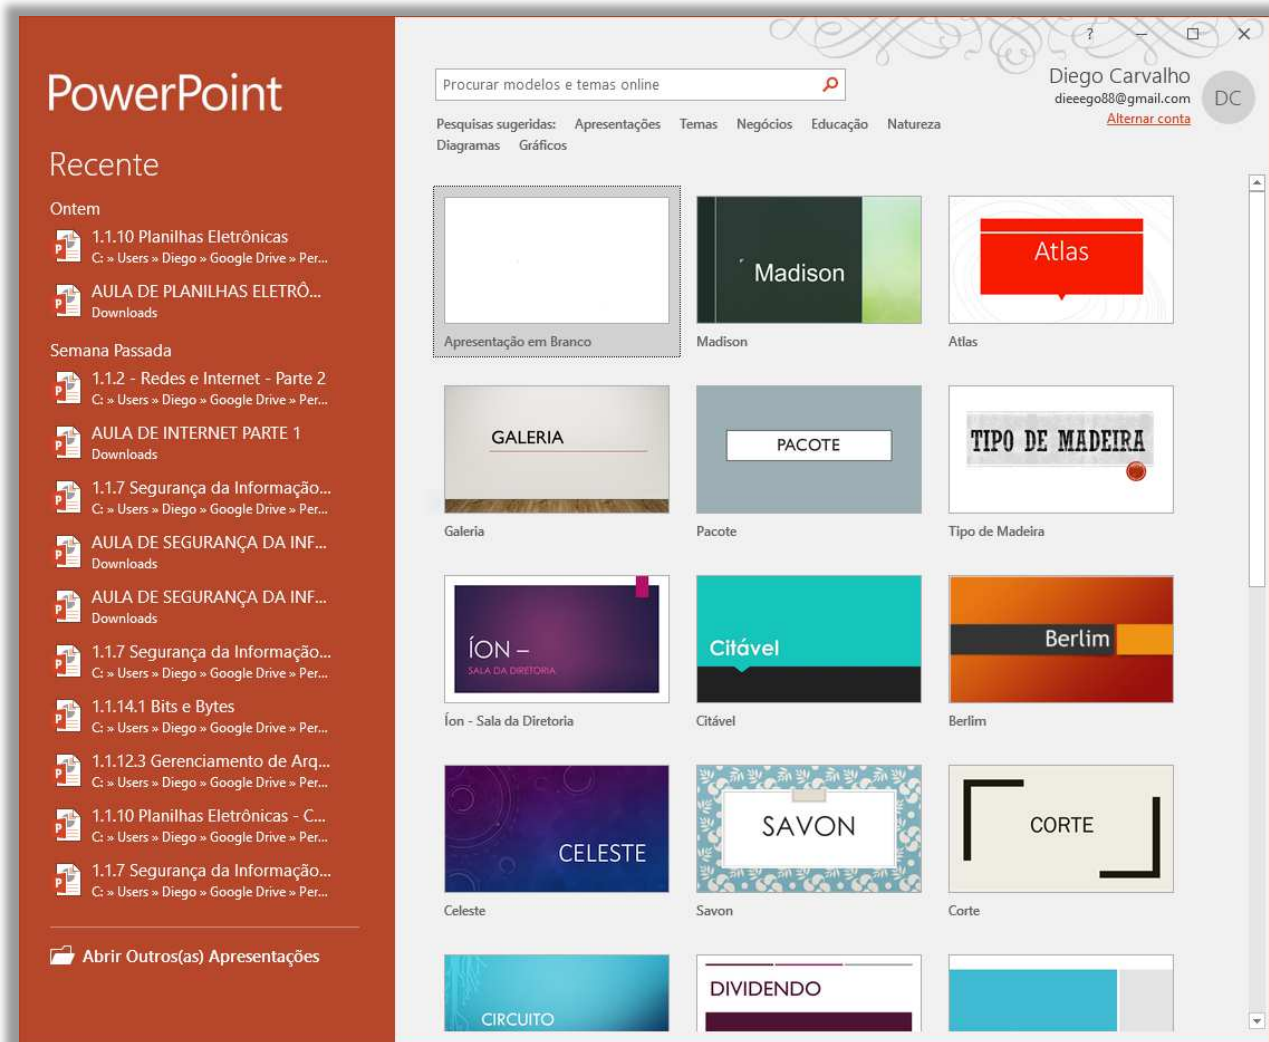 PowerPoint
Recente
Ontem
1.1.10 Planilhas Eletrônicas
C: » Users » Diego » Google Drive » Per...
AULA DE PLANILHAS ELETRÔ...
Downloads
Semana Passada
1.1.2 - Redes e Internet - Parte 2
C: » Users » Diego » Google Drive » Per...
AULA DE INTERNET PARTE 1
Downloads
1.1.7 Segurança da Informação...
C: » Users » Diego » Google Drive » Per...
AULA DE SEGURANÇA DA INF...
Downloads
AULA DE SEGURANÇA DA INF...
Downloads
1.1.7 Segurança da Informação...
C: » Users » Diego » Google Drive » Per...
1.1.14.1 Bits e Bytes
C: » Users » Diego » Google Drive » Per...
1.1.12.3 Gerenciamento de Arq...
C: » Users » Diego » Google Drive » Per...
1.1.10 Planilhas Eletrônicas - C...
C: » Users » Diego » Google Drive » Per...
1.1.7 Segurança da Informação...
C: » Users » Diego » Google Drive » Per...
Abrir Outros(as) Apresentações
?
Procurar modelos e temas online
Diego Carvalho
dieeego88@gmail.com
Alternar conta
DC
Pesquisas sugeridas: Apresentações Temas Negócios Educação Natureza
Diagramas Gráficos
Madison
Atlas
Apresentação em Branco
Madison
Atlas
GALERIA
PACOTE
TIPO DE MADEIRA
Galeria
Pacote
Tipo de Madeira
ÍON –
SALA DA DIRETORIA
Citável
Berlim
Íon - Sala da Diretoria
Citável
Berlim
CELESTE
SAVON
CORTE
Celeste
Savon
Corte
CIRCUITO
DIVIDENDO